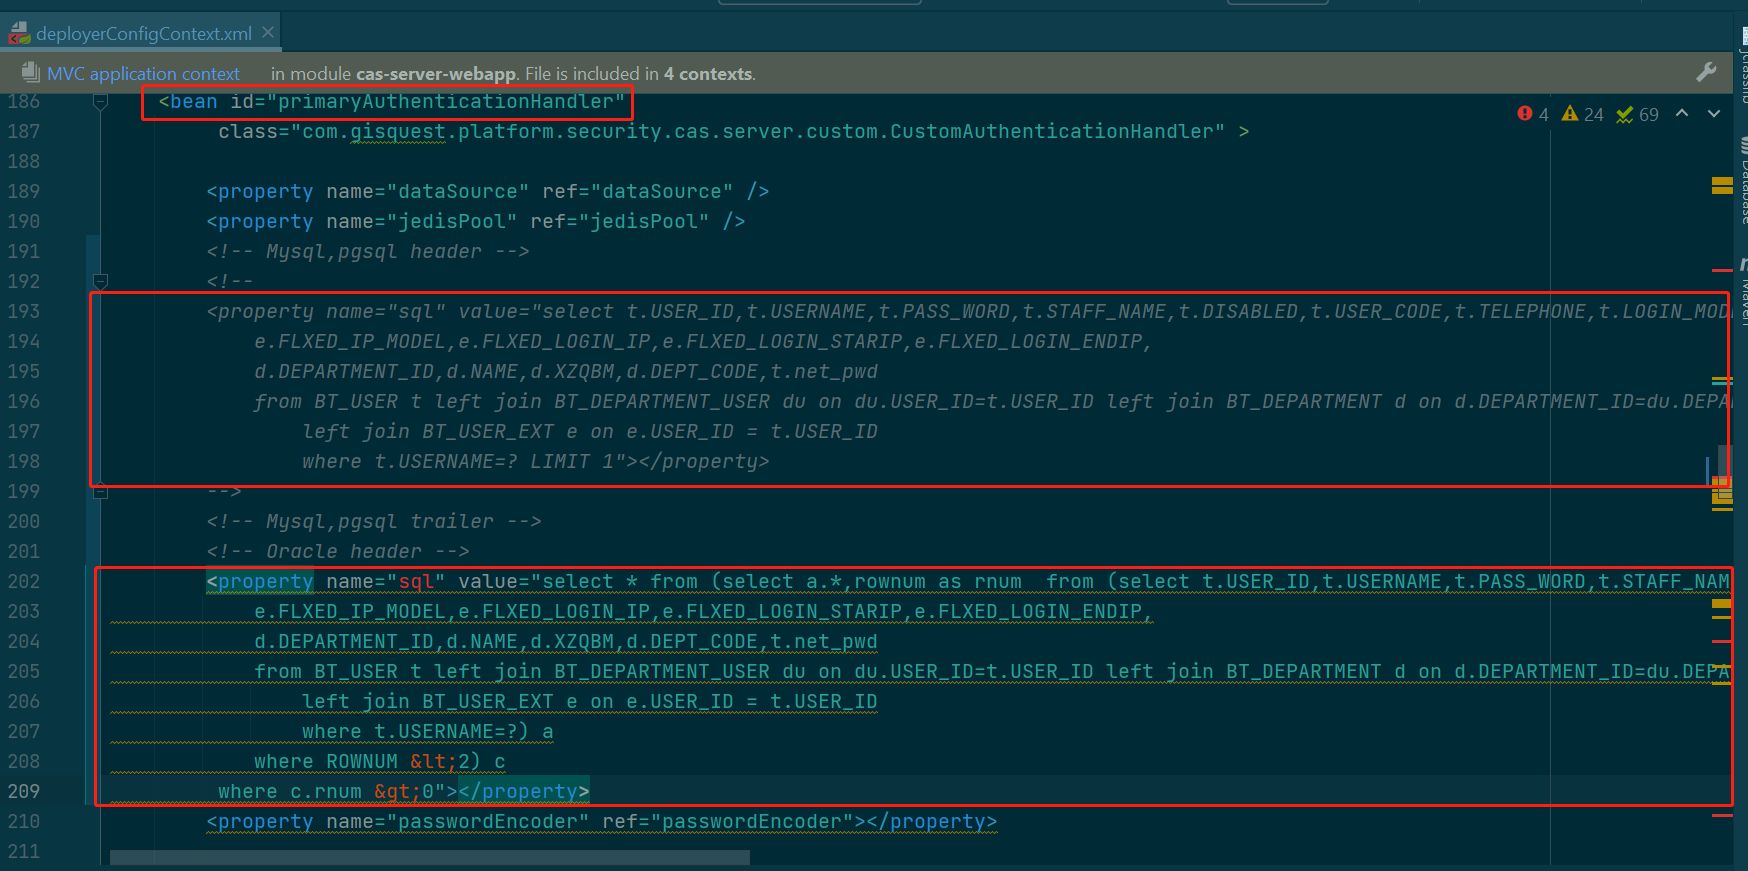 deployerConfigContext.xml
MVC application context in module cas-server-webapp. File is included in 4 contexts.
4 24 69
186 <bean id="primaryAuthenticationHandler"
187 class="com.gisquest.platform.security.cas.server.custom.CustomAuthenticationHandler" >
188
189 <property name="dataSource" ref="dataSource" />
190 <property name="jedisPool" ref="jedisPool" />
191 <!-- Mysql,pgsql header -->
192 <!--
193 <property name="sql" value="select t.USER_ID,t.USERNAME,t.PASS_WORD,t.STAFF_NAME,t.DISABLED,t.USER_CODE,t.TELEPHONE,t.LOGIN_MOD
194 e.FLXED_IP_MODEL,e.FLXED_LOGIN_IP,e.FLXED_LOGIN_STARIP,e.FLXED_LOGIN_ENDIP,
195 d.DEPARTMENT_ID,d.NAME,d.XZQBM,d.DEPT_CODE,t.net_pwd
196 from BT_USER t left join BT_DEPARTMENT_USER du on du.USER_ID=t.USER_ID left join BT_DEPARTMENT d on d.DEPARTMENT_ID=du.DEPA
197 left join BT_USER_EXT e on e.USER_ID = t.USER_ID
198 where t.USERNAME=? LIMIT 1"></property>
199 -->
200 <!-- Mysql,pgsql trailer -->
201 <!-- Oracle header -->
202 <property name="sql" value="select * from (select a.*,rownum as rnum  from (select t.USER_ID,t.USERNAME,t.PASS_WORD,t.STAFF_NAM
203 e.FLXED_IP_MODEL,e.FLXED_LOGIN_IP,e.FLXED_LOGIN_STARIP,e.FLXED_LOGIN_ENDIP,
204 d.DEPARTMENT_ID,d.NAME,d.XZQBM,d.DEPT_CODE,t.net_pwd
205 from BT_USER t left join BT_DEPARTMENT_USER du on du.USER_ID=t.USER_ID left join BT_DEPARTMENT d on d.DEPARTMENT_ID=du.DEPA
206 left join BT_USER_EXT e on e.USER_ID = t.USER_ID
207 where t.USERNAME=?) a
208 where ROWNUM &lt;2) c
209 where c.rnum &gt;0"></property>
210 <property name="passwordEncoder" ref="passwordEncoder"></property>
211
Database
Maven